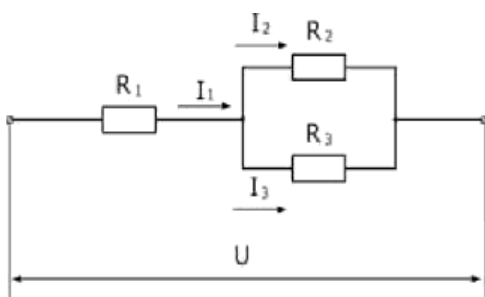 I₂ R₂
R₁ I₁
R₃
I₃
U